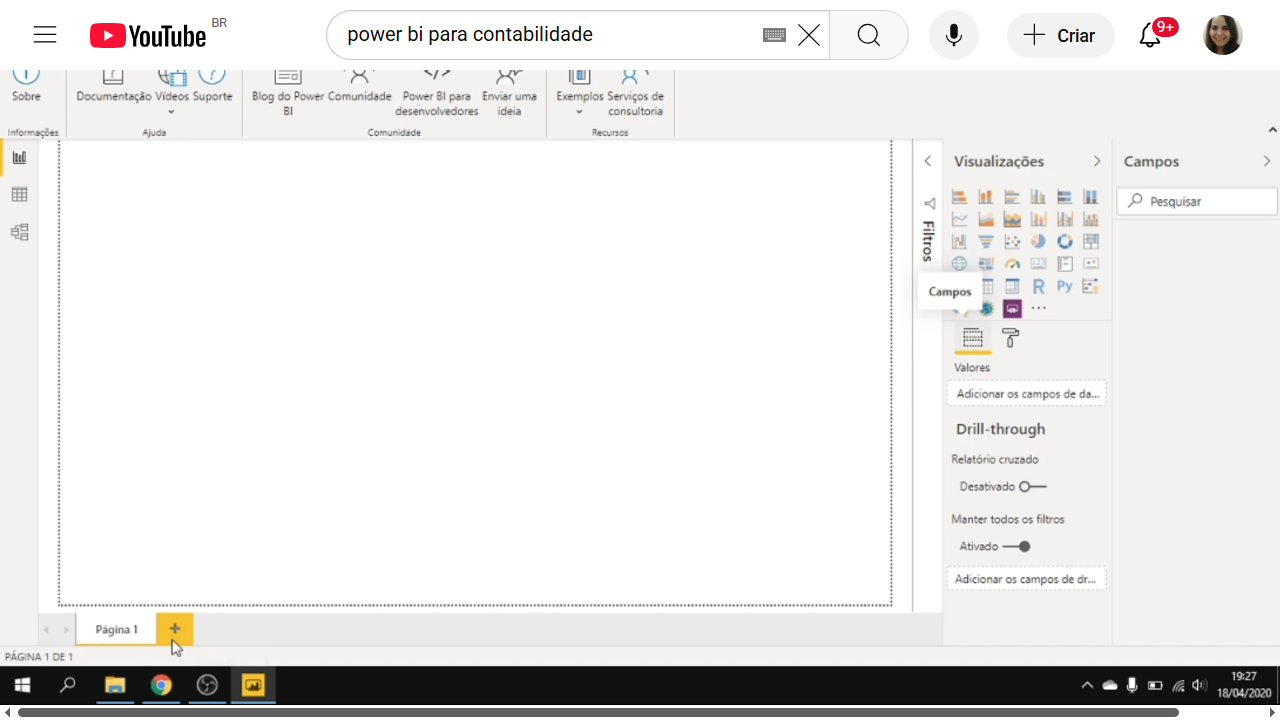 YouTube BR
power bi para contabilidade
Criar
9+
Sobre
Documentação Vídeos Suporte
Blog do Power BI
Comunidade
Power BI para desenvolvedores
Enviar uma ideia
Exemplos Serviços de consultoria
Informações
Ajuda
Comunidade
Recursos
Visualizações
Campos
Pesquisar
Filtros
R Py
Campos
Valores
Adicionar os campos de da...
Drill-through
Relatório cruzado
Desativado
Manter todos os filtros
Ativado
Adicionar os campos de dr...
Página 1
PÁGINA 1 DE 1
19:27
18/04/2020